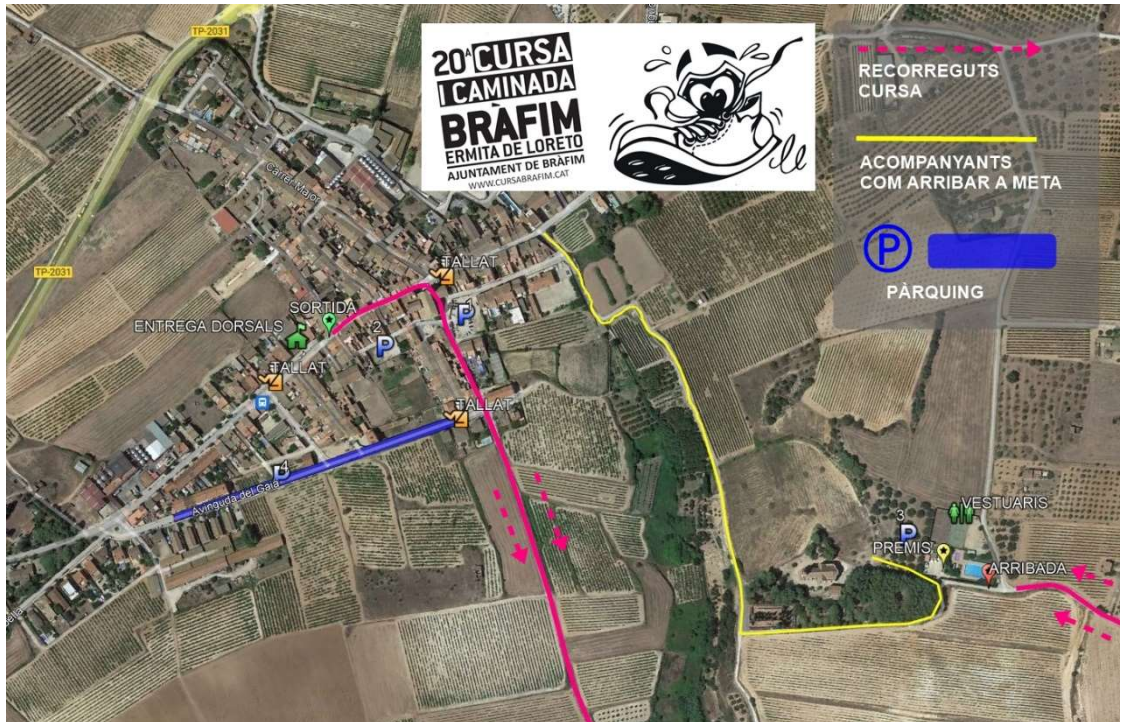 TP-2031
20ª CURSA
I CAMINADA
BRÀFIM
ERMITA DE LORETO
AJUNTAMENT DE BRÀFIM
WWW.CURSABRAFIM.CAT
RECORREGUTS
CURSA
ACOMPANYANTS
COM ARRIBAR A META
P
PÀRQUING
Carrer Major
TP-2031
TALLAT
SORTIDA
1
P
ENTREGA DORSALS
2
P
TALLAT
TALLAT
4
P
Avinguda del Gaià
VESTUARIS
3
P
PREMIS
ARRIBADA